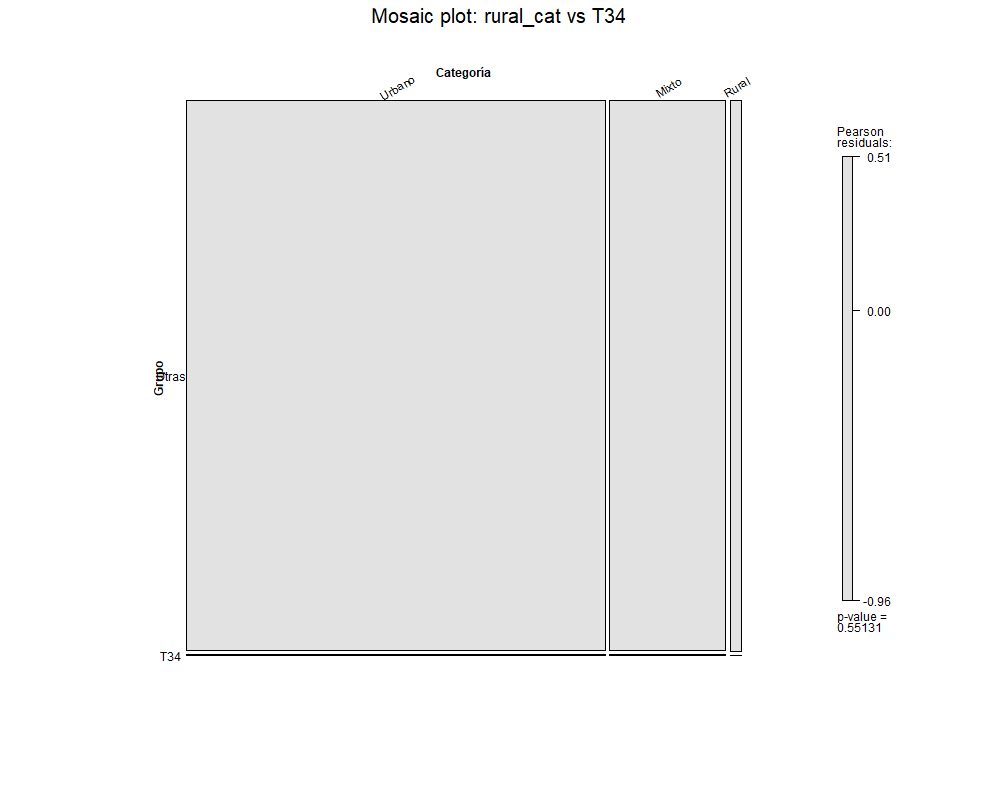 Mosaic plot: rural_cat vs T34
Categoría
Urbano
Mixto
Rural
Pearson
residuals:
0.51
0.00
-0.96
p-value =
0.55131
Grupo
Otras
T34